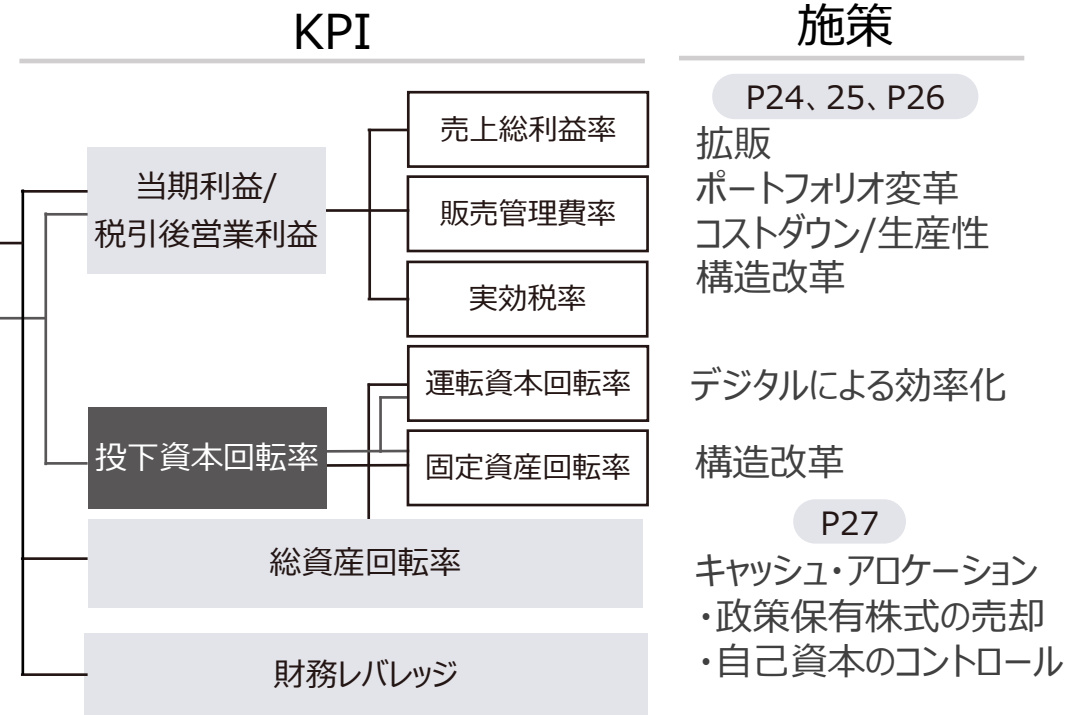 KPI
施策
P24、25、P26
売上総利益率
拡販
当期利益/
税引後営業利益
ポートフォリオ変革
販売管理費率
コストダウン/生産性
構造改革
実効税率
運転資本回転率
デジタルによる効率化
投下資本回転率
固定資産回転率
構造改革
P27
総資産回転率
キャッシュ・アロケーション
・政策保有株式の売却
・自己資本のコントロール
財務レバレッジ